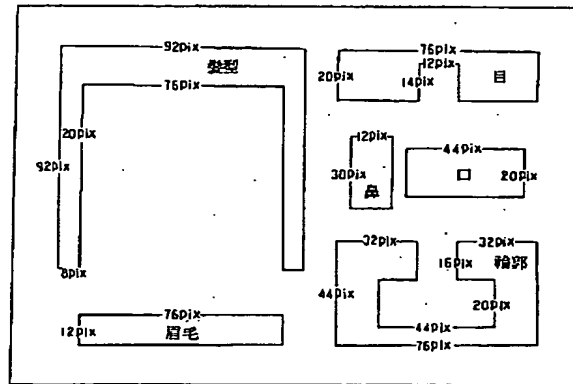 92pix
髪型
76pix
20pix
92pix
8pix
76pix
12pix
眉毛
76pix
12pix
20pix
14pix
目
12pix
30pix
鼻
44pix
口
20pix
32pix
32pix
16pix
輪郭
44pix
20pix
44pix
76pix